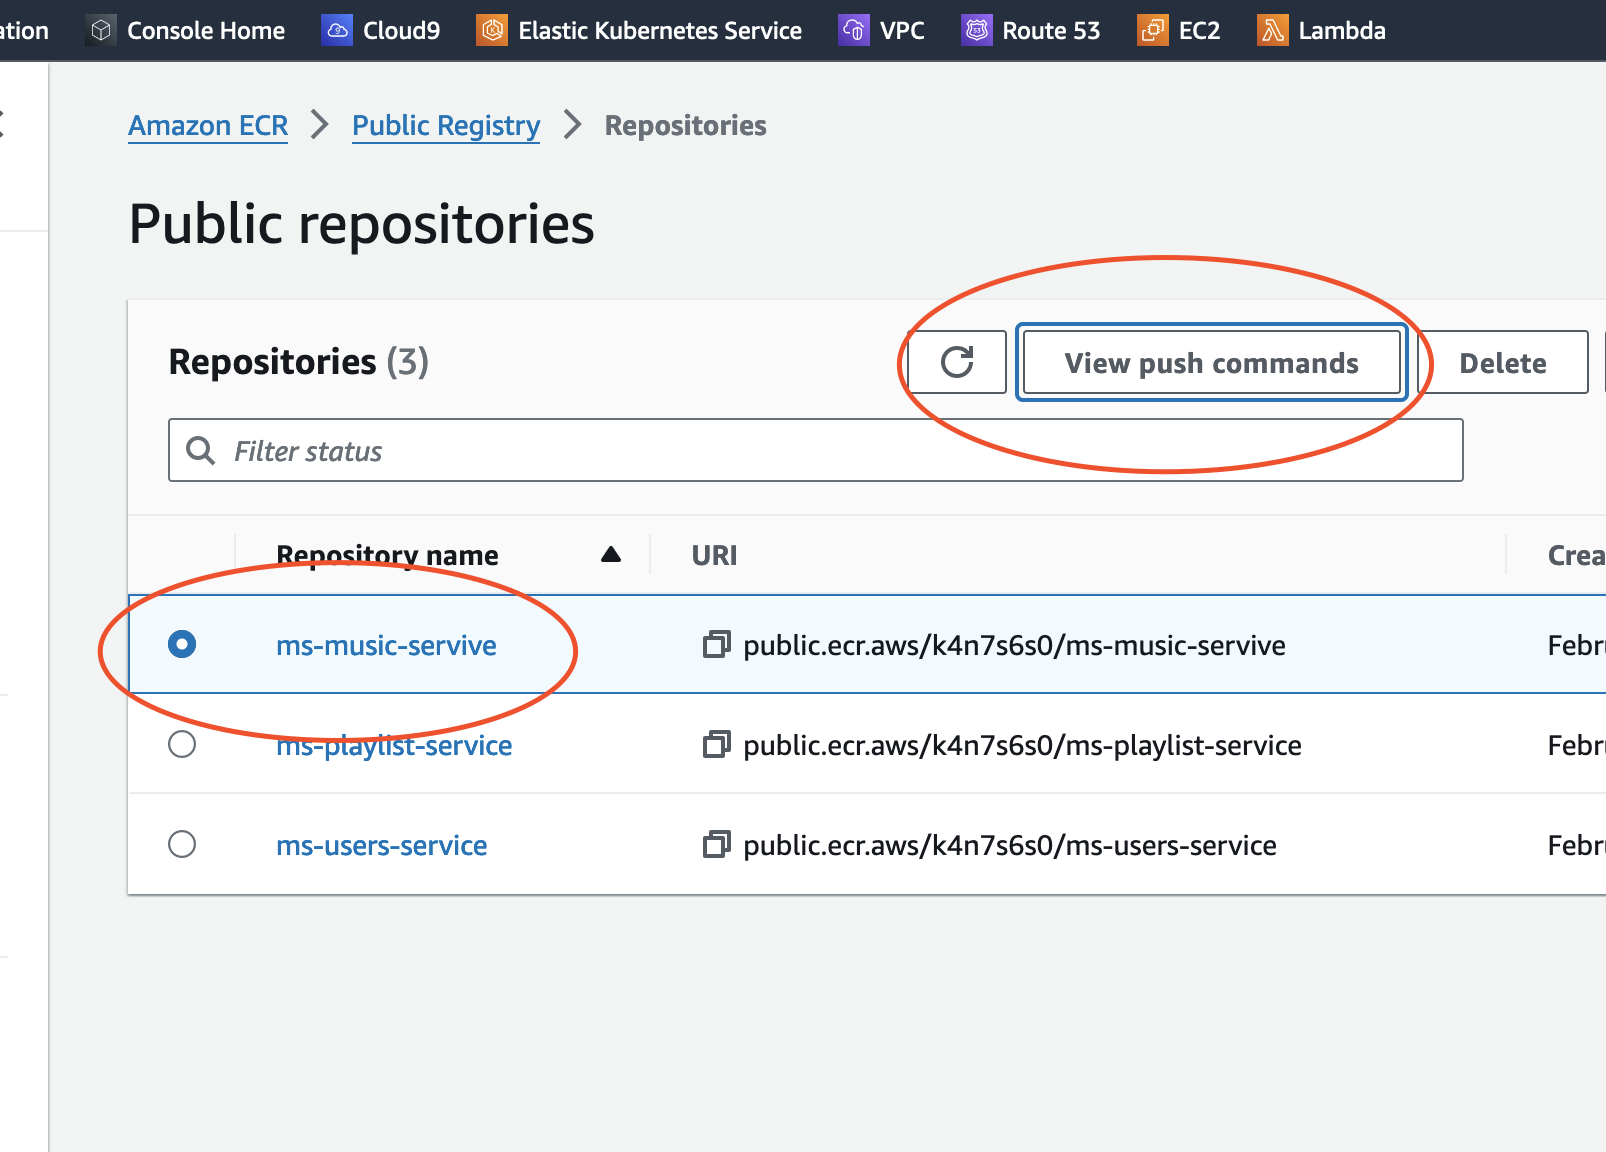 ation Console Home Cloud9 Elastic Kubernetes Service VPC Route 53 EC2 Lambda
Amazon ECR Public Registry Repositories
Public repositories
Repositories (3) View push commands Delete
Filter status
Repository name URI Crea
ms-music-servive public.ecr.aws/k4n7s6s0/ms-music-servive Febr
ms-playlist-service public.ecr.aws/k4n7s6s0/ms-playlist-service Febr
ms-users-service public.ecr.aws/k4n7s6s0/ms-users-service Febr